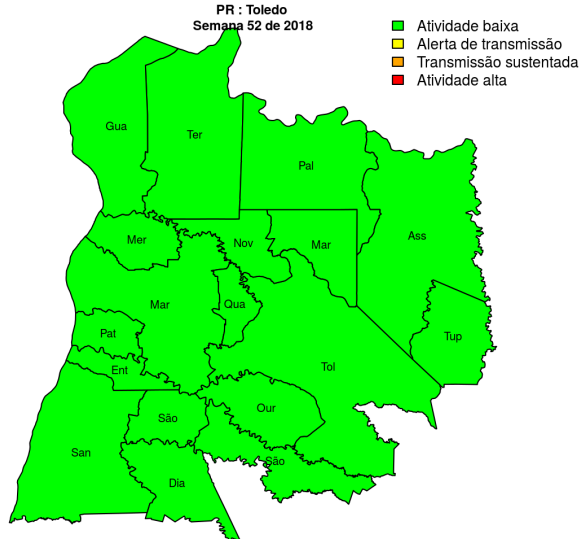 PR : Toledo
Semana 52 de 2018
Atividade baixa
Alerta de transmissão
Transmissão sustentada
Atividade alta
Gua
Ter
Pal
Mer
Nov
Mar
Ass
Mar
Qua
Pat
Tup
Ent
Tol
São
Our
San
São
Dia